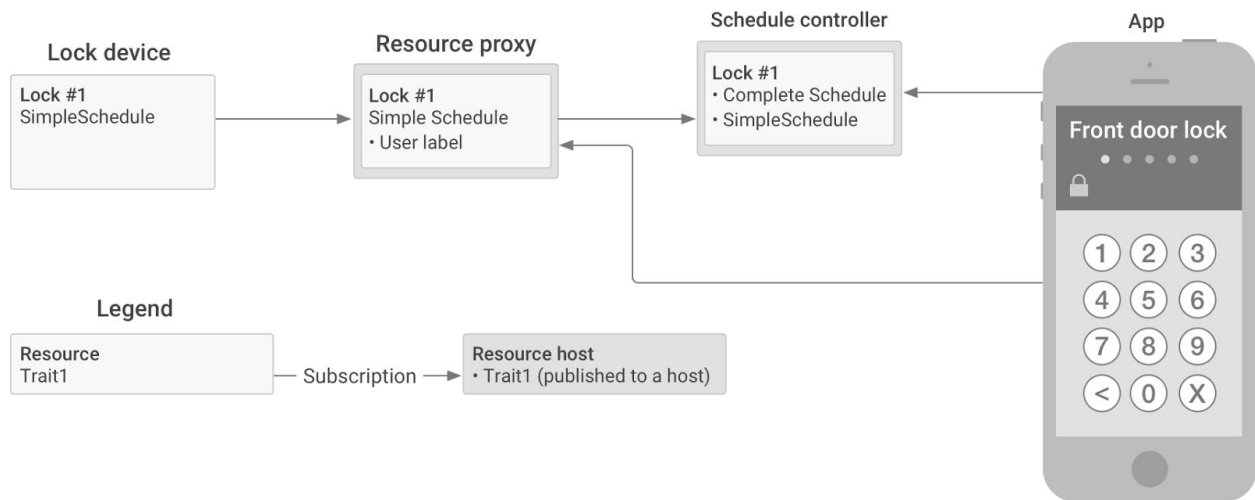 Lock device
Lock #1
SimpleSchedule
Resource proxy
Lock #1
Simple Schedule
• User label
Schedule controller
Lock #1
• Complete Schedule
• SimpleSchedule
App
Front door lock
1 2 3
4 5 6
7 8 9
< 0 X
Legend
Resource
Trait1
Subscription
Resource host
• Trait1 (published to a host)